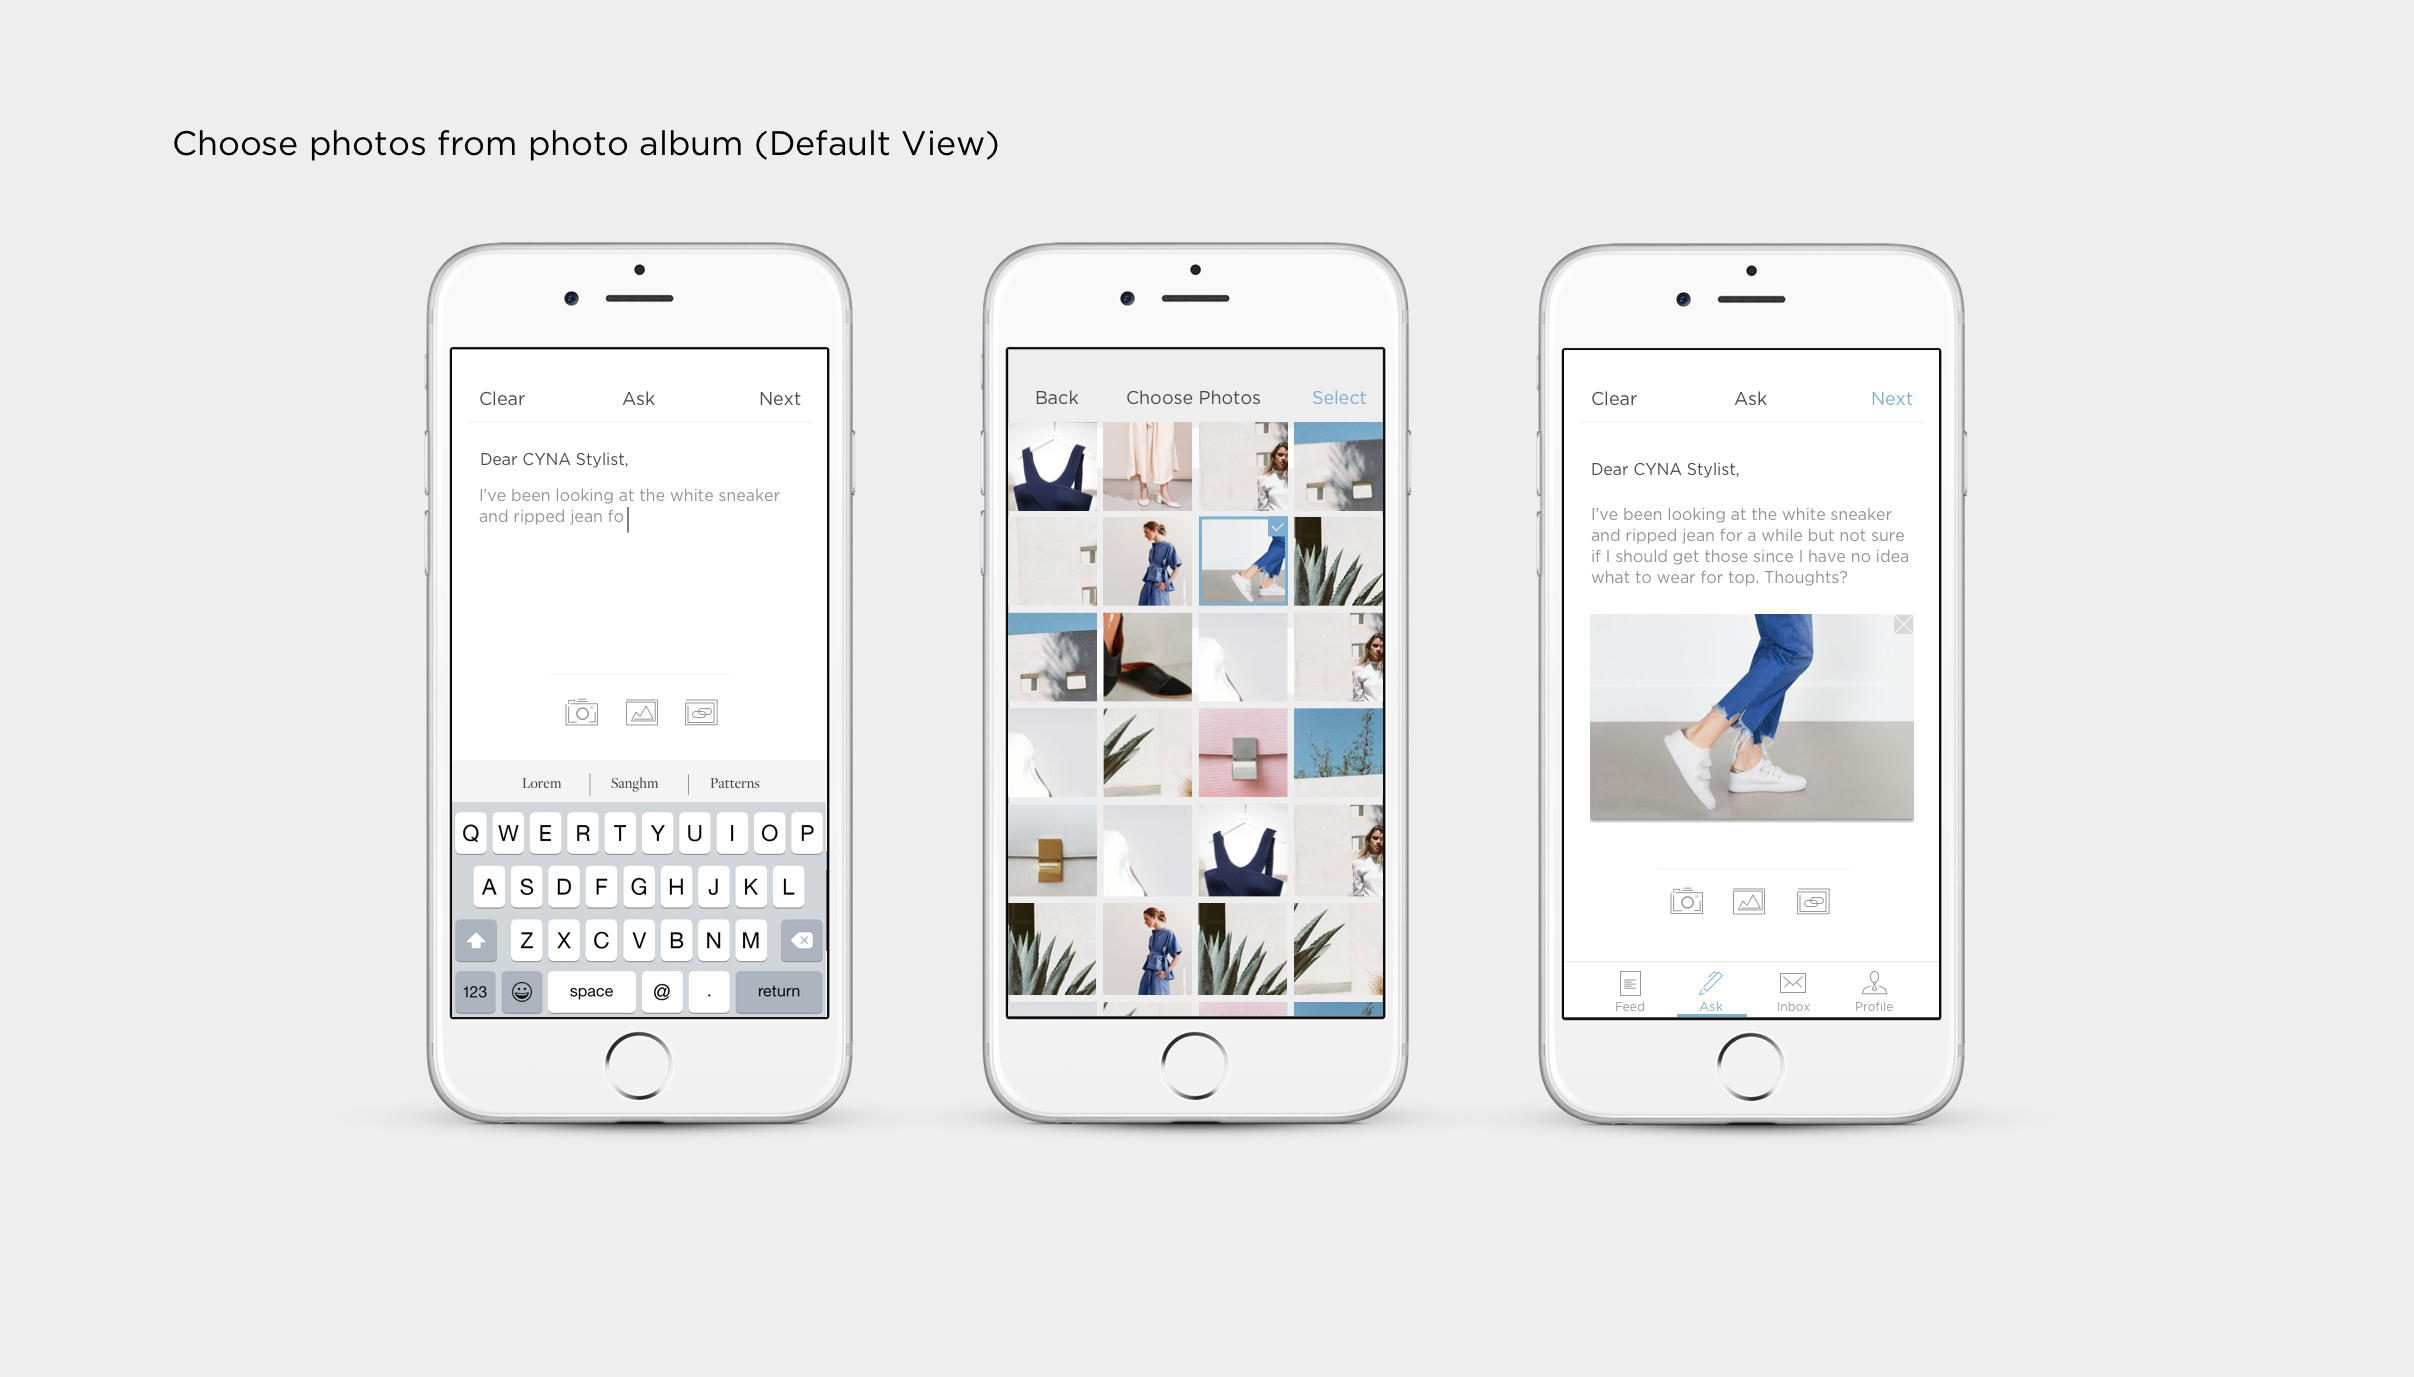 Choose photos from photo album (Default View)
Clear Ask Next
Dear CYNA Stylist,
I've been looking at the white sneaker
and ripped jean fo
Lorem Sanghm Patterns
Q W E R T Y U I O P
A S D F G H J K L
Z X C V B N M
123 space @ . return
Back Choose Photos Select
Clear Ask Next
Dear CYNA Stylist,
I've been looking at the white sneaker
and ripped jean for a while but not sure
if I should get those since I have no idea
what to wear for top. Thoughts?
Feed Ask Inbox Profile